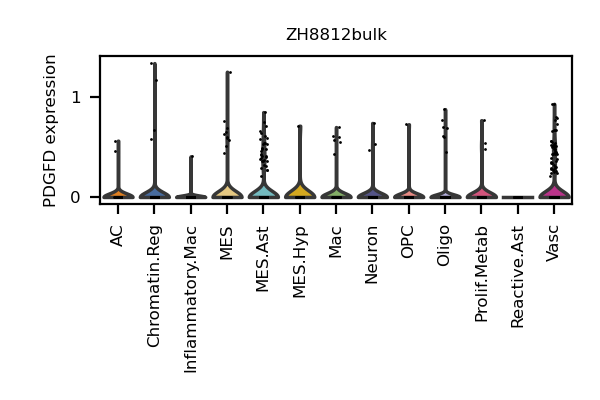 ZH8812bulk
PDGFD expression
1
0
AC
Chromatin.Reg
Inflammatory.Mac
MES
MES.Ast
MES.Hyp
Mac
Neuron
OPC
Oligo
Prolif.Metab
Reactive.Ast
Vasc